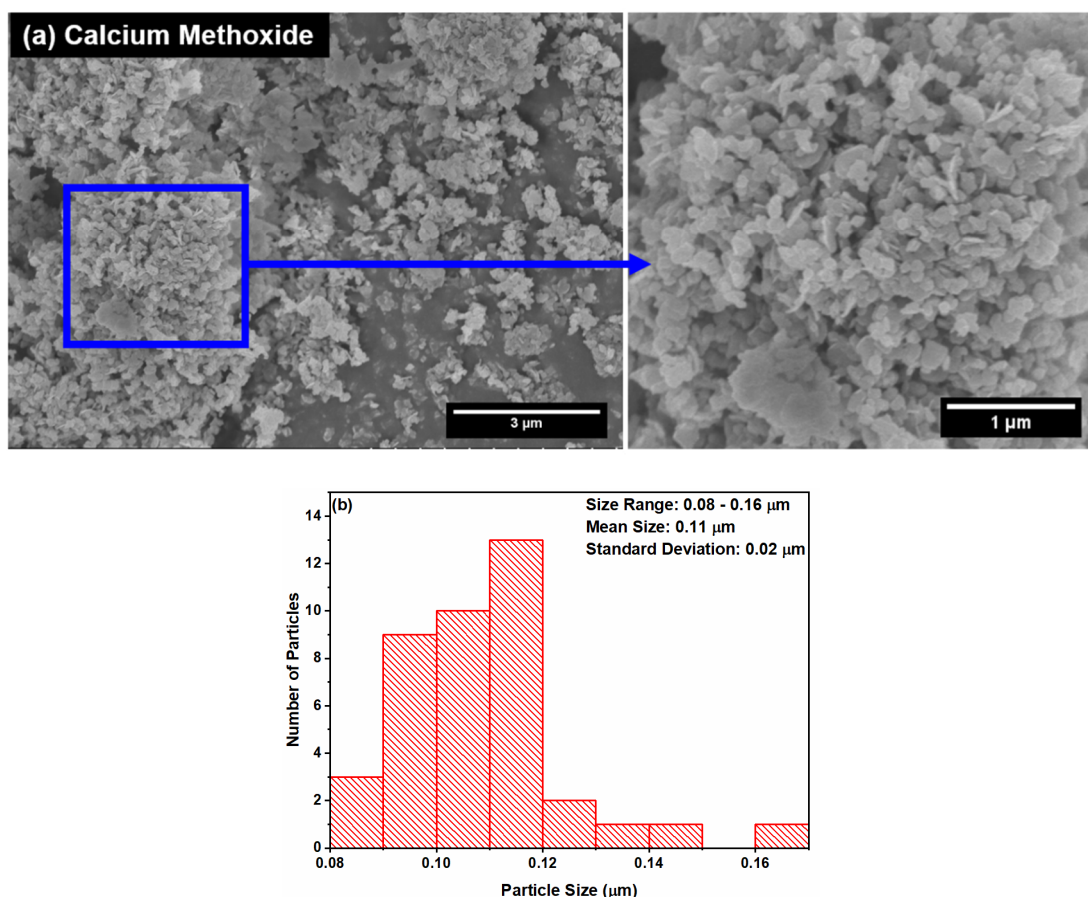 (a) Calcium Methoxide
3 µm
1 µm
(b)
Size Range: 0.08 - 0.16 µm
Mean Size: 0.11 µm
Standard Deviation: 0.02 µm
14
12
10
8
6
4
2
0
Number of Particles
0.08 0.10 0.12 0.14 0.16
Particle Size (µm)